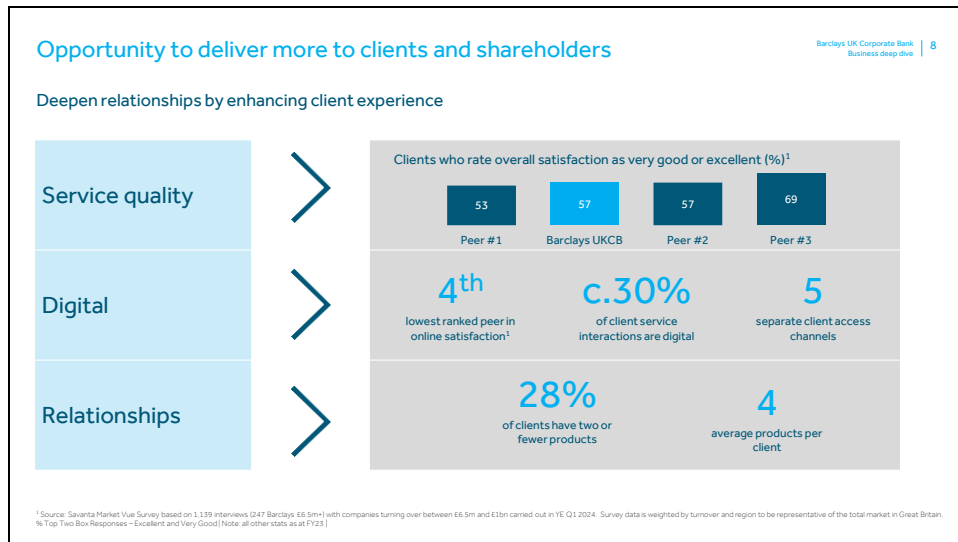 Opportunity to deliver more to clients and shareholders
Barclays UK Corporate Bank
Business deep dive
8
Deepen relationships by enhancing client experience
Service quality
Clients who rate overall satisfaction as very good or excellent (%)¹
53
57
57
69
Peer #1
Barclays UKCB
Peer #2
Peer #3
Digital
4th
lowest ranked peer in
online satisfaction¹
c.30%
of client service
interactions are digital
5
separate client access
channels
Relationships
28%
of clients have two or
fewer products
4
average products per
client
¹ Source: Savanta Market Vue Survey based on 1,139 interviews (247 Barclays £6.5m+) with companies turning over between £6.5m and £1bn carried out in YE Q1 2024. Survey data is weighted by turnover and region to be representative of the total market in Great Britain.
% Top Two Box Responses – Excellent and Very Good | Note: all other stats as at FY23 |